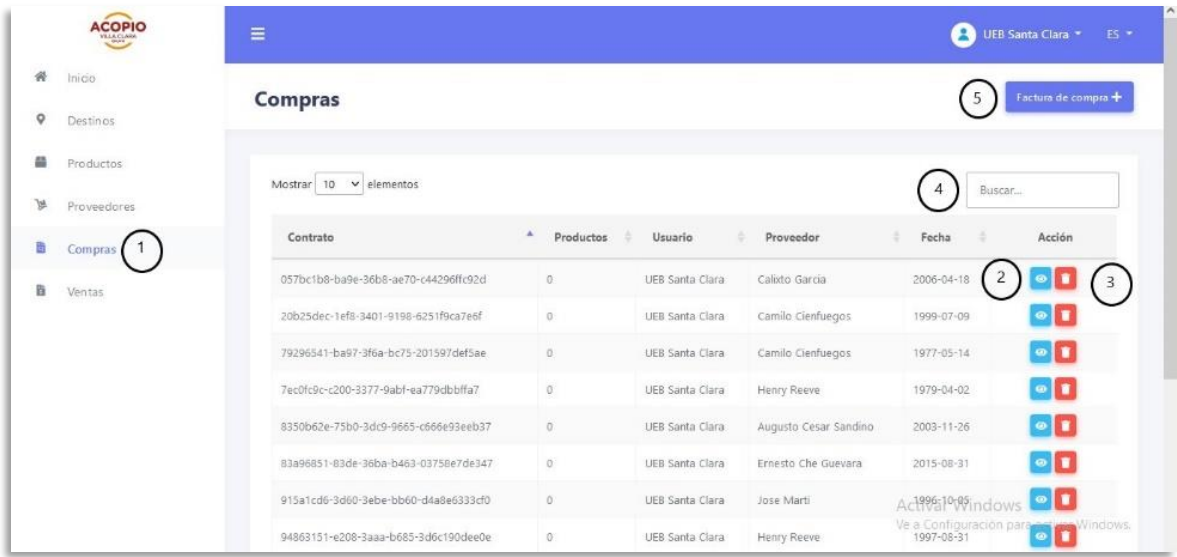 ACOPIO
VILLA CLARA
UEB Santa Clara
ES
Inicio
Destinos
Productos
Proveedores
Compras
1
Ventas
Compras
5
Factura de compra +
Mostrar 10 elementos
4
Buscar...
Contrato Productos Usuario Proveedor Fecha Acción
057bc1b8-ba9e-36b8-ae70-c44296ffc92d 0 UEB Santa Clara Calixto Garcia 2006-04-18 2 3
20b25dec-1ef8-3401-9198-6251f9ca7e6f 0 UEB Santa Clara Camilo Cienfuegos 1999-07-09
79296541-ba97-3f6a-bc75-201597def5ae 0 UEB Santa Clara Camilo Cienfuegos 1977-05-14
7ec0fc9c-c200-3377-9abf-ea779dbbffa7 0 UEB Santa Clara Henry Reeve 1979-04-02
8350b62e-75b0-3dc9-9665-c666e93eeb37 0 UEB Santa Clara Augusto Cesar Sandino 2003-11-26
83a96851-83de-36ba-b463-03758e7de347 0 UEB Santa Clara Ernesto Che Guevara 2015-08-31
915a1cd6-3d60-3ebe-bb60-d4a8e6333cf0 0 UEB Santa Clara Jose Marti 1996-10-05
Activar Windows
Ve a Configuración para activar Windows.
94863151-e208-3aaa-b685-3d6c190dee0e 0 UEB Santa Clara Henry Reeve 1997-08-31